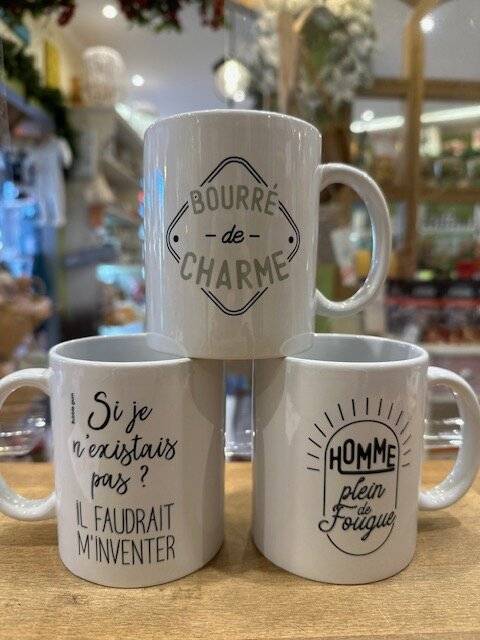 BOURRÉ
- de -
CHARME
Si je
n'existais
pas ?
IL FAUDRAIT
M'INVENTER
HOMME
plein
de
Fougue